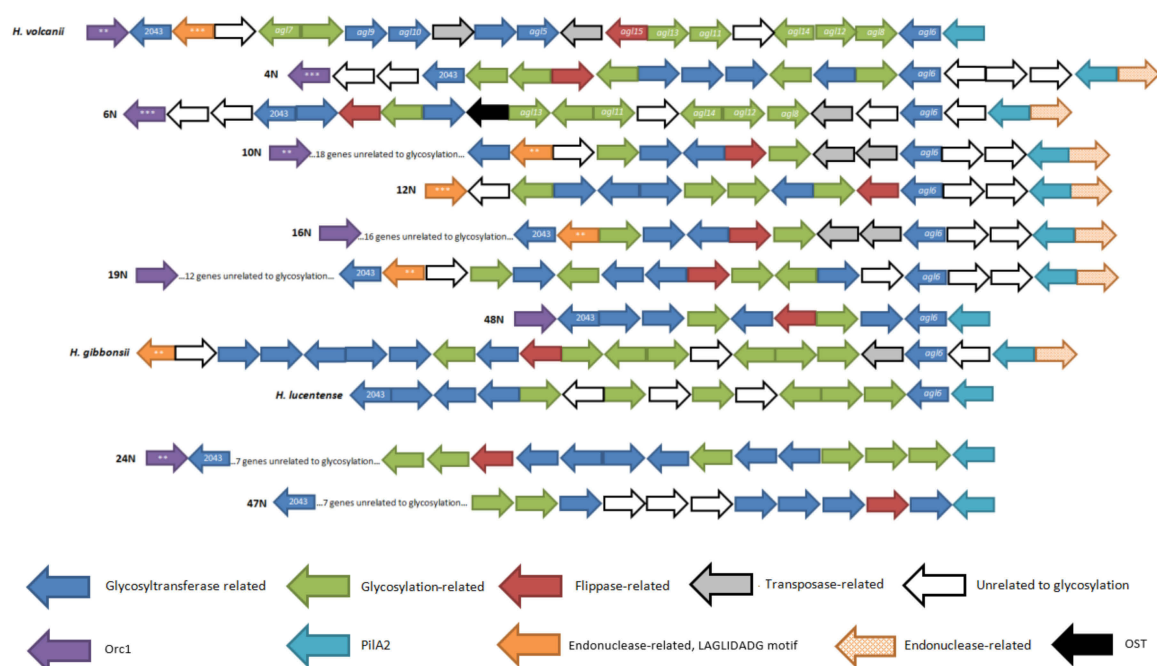 H. volcanii ** 2043 *** agl7 agl9 agl10 agl5 agl15 agl13 agl11 agl14 agl12 agl8 agl6
4N *** 2043 agl6
6N *** 2043 agl13 agl11 agl14 agl12 agl8 agl6
10N ** ...18 genes unrelated to glycosylation... ** agl6
12N *** agl6
16N ...16 genes unrelated to glycosylation... 2043 ** agl6
19N ...12 genes unrelated to glycosylation... 2043 ** agl6
48N 2043 agl6
H. gibbonsii ** agl6
H. lucentense 2043 agl6
24N ** 2043 ...7 genes unrelated to glycosylation...
47N 2043 ...7 genes unrelated to glycosylation...
Glycosyltransferase related Glycosylation-related Flippase-related Transposase-related Unrelated to glycosylation
Orc1 PilA2 Endonuclease-related, LAGLIDADG motif Endonuclease-related OST